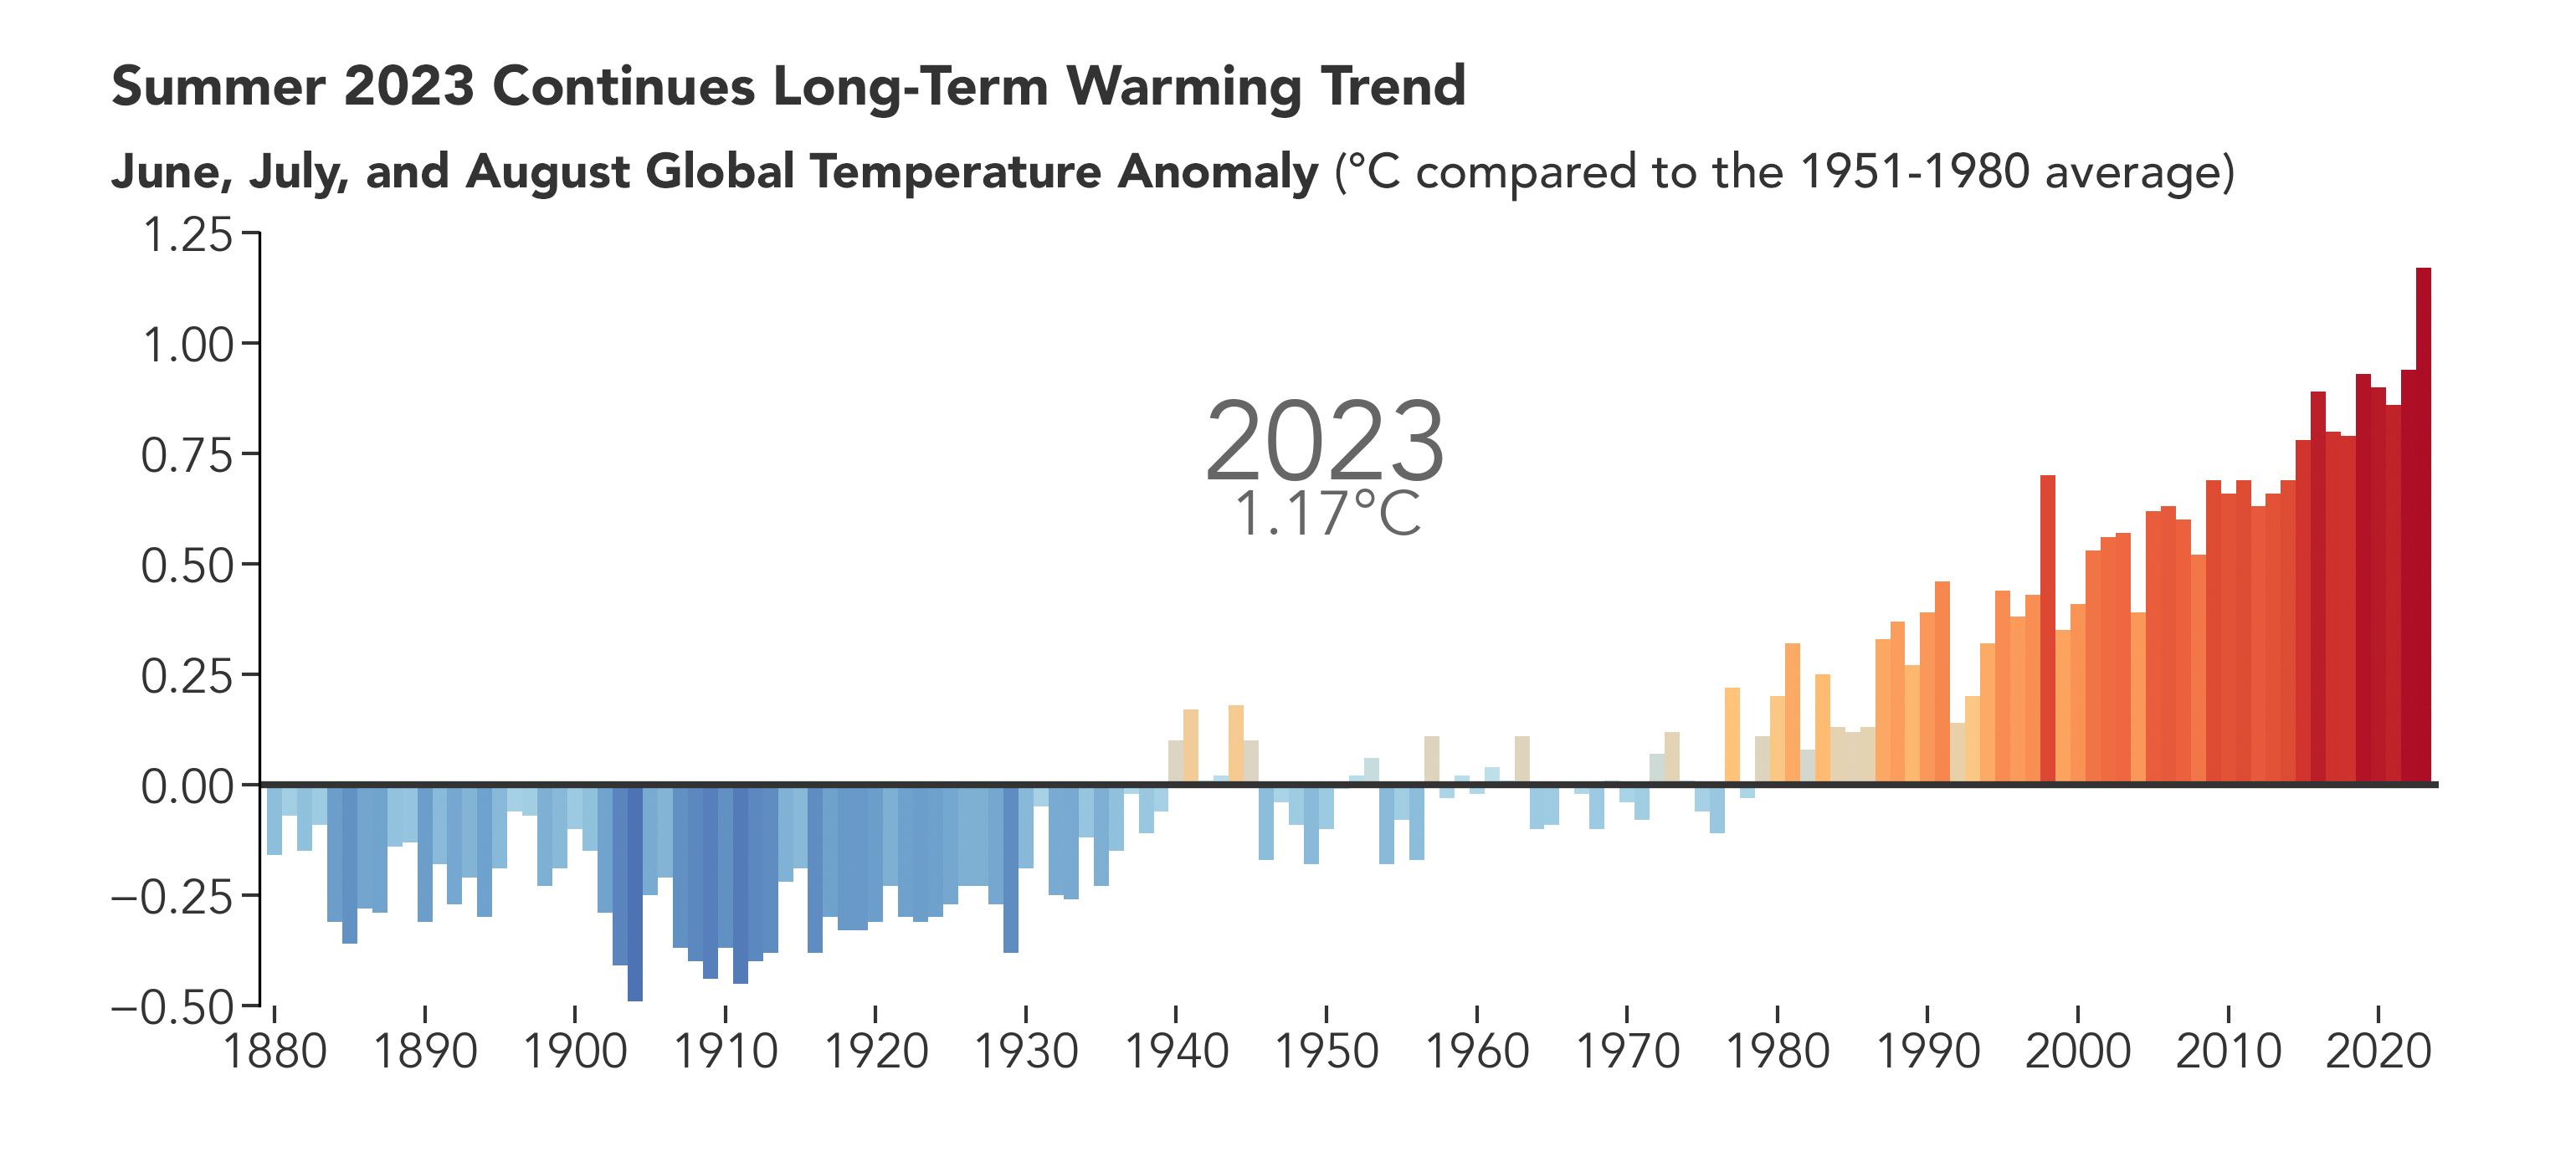 Summer 2023 Continues Long-Term Warming Trend
June, July, and August Global Temperature Anomaly (°C compared to the 1951-1980 average)
1.25
1.00
0.75
0.50
0.25
0.00
−0.25
−0.50
2023
1.17°C
1880 1890 1900 1910 1920 1930 1940 1950 1960 1970 1980 1990 2000 2010 2020